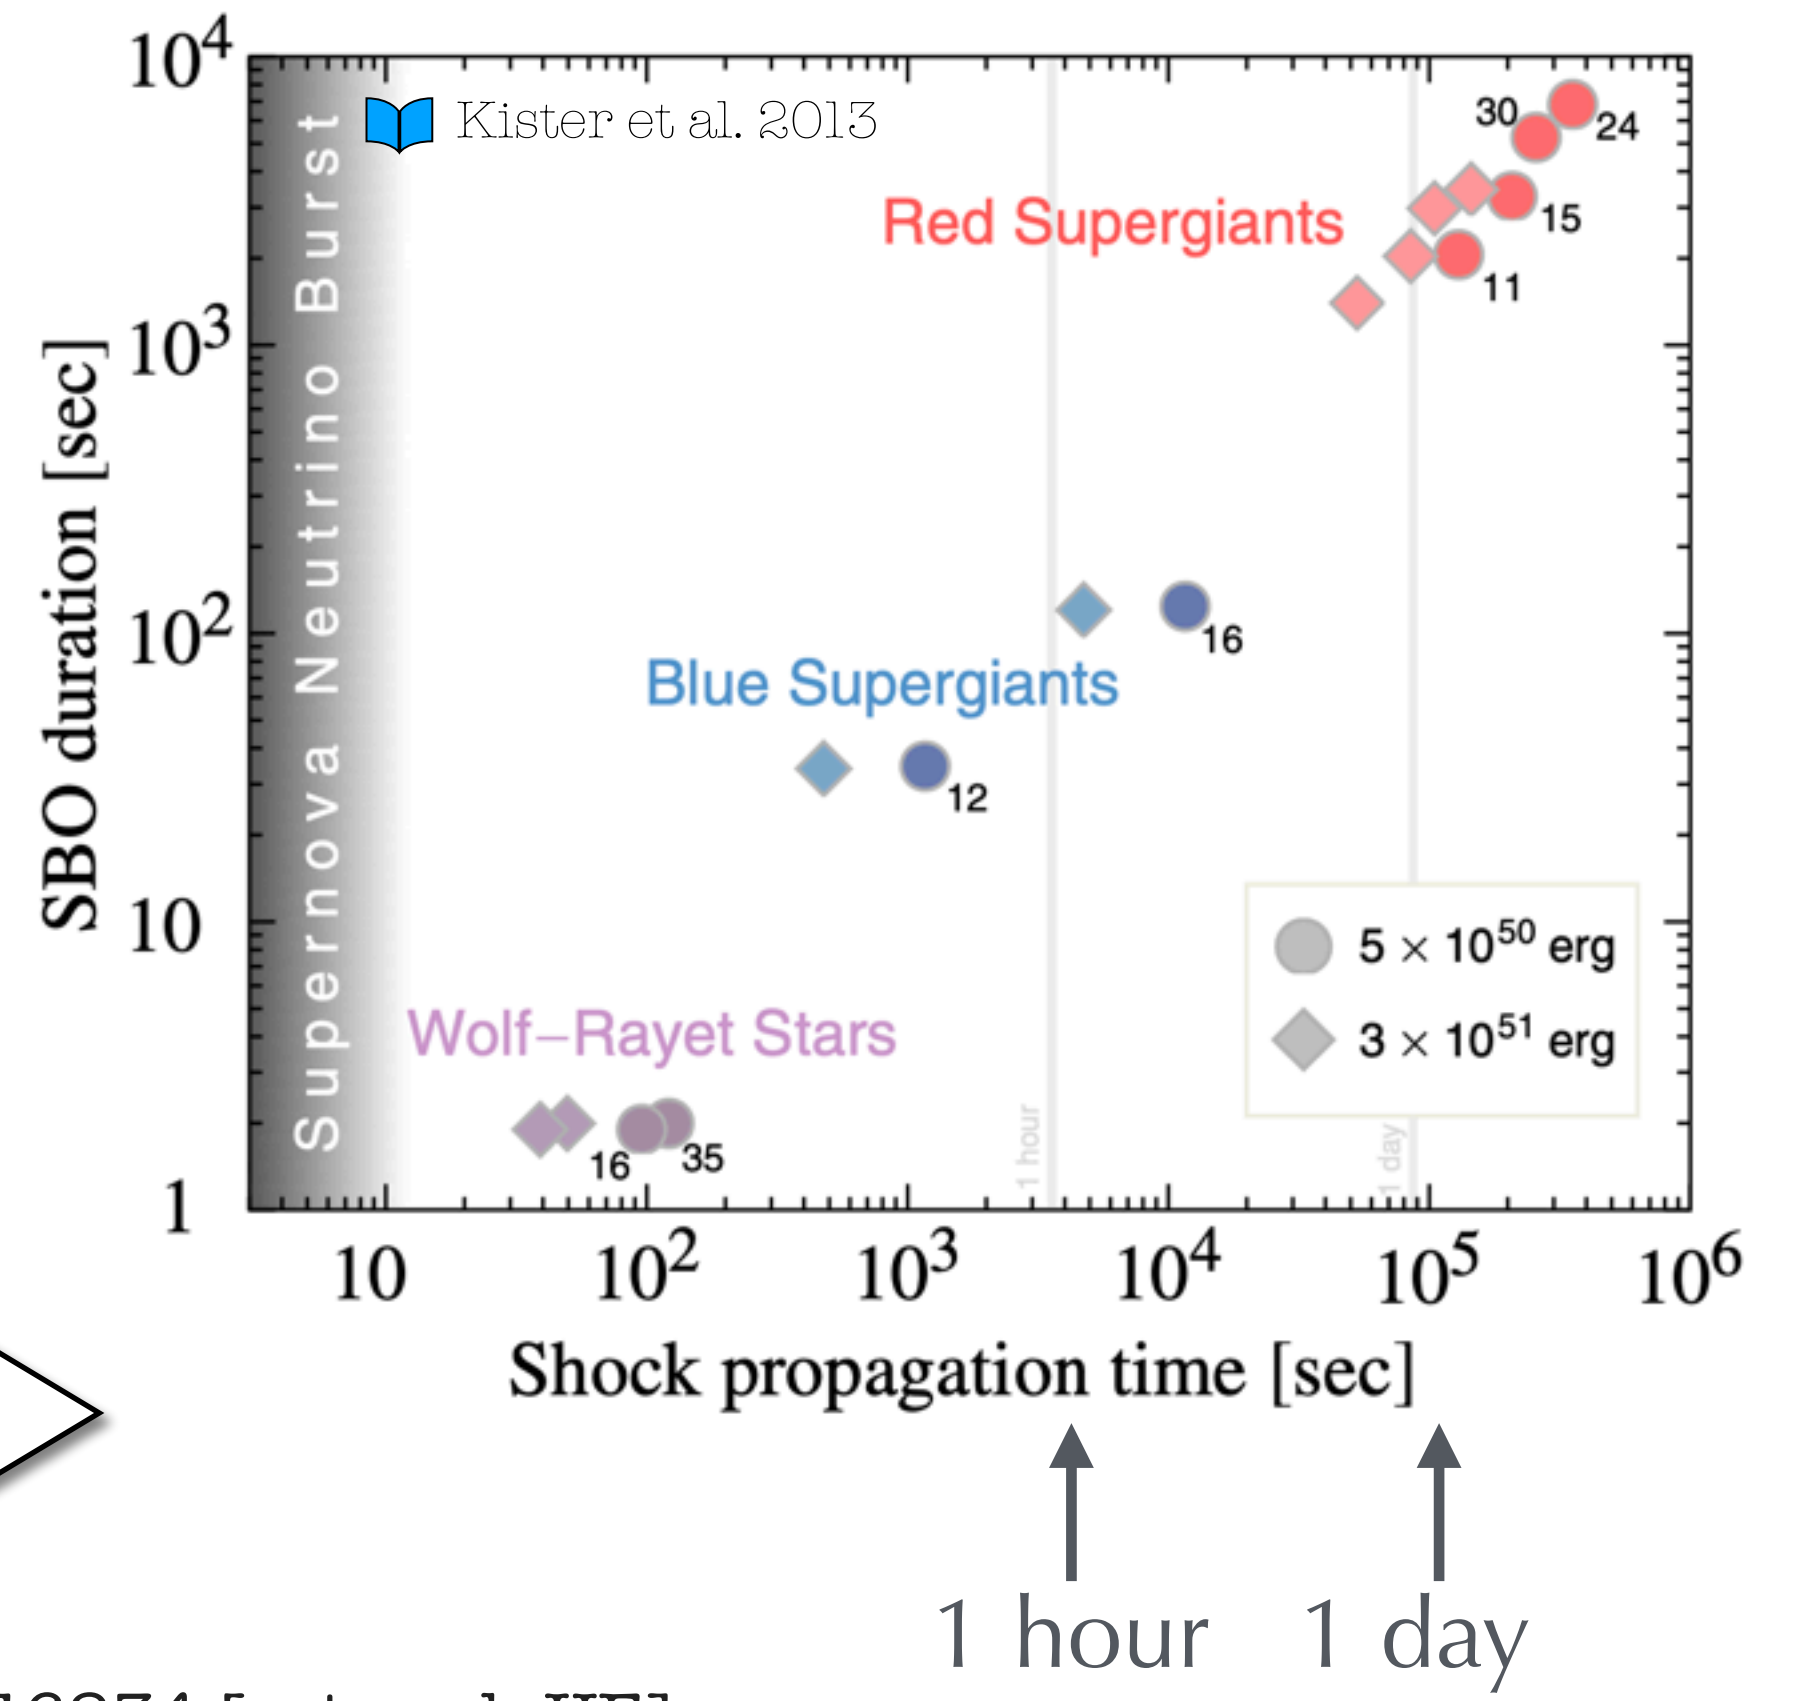 10⁴
Kister et al. 2013
Supernova Neutrino Burst
30
24
Red Supergiants
15
11
10³
SBO duration [sec]
10²
16
Blue Supergiants
12
10
5 × 10⁵⁰ erg
3 × 10⁵¹ erg
Wolf–Rayet Stars
16
35
1 hour
1 day
1
10
10²
10³
10⁴
10⁵
10⁶
Shock propagation time [sec]
1 hour
1 day